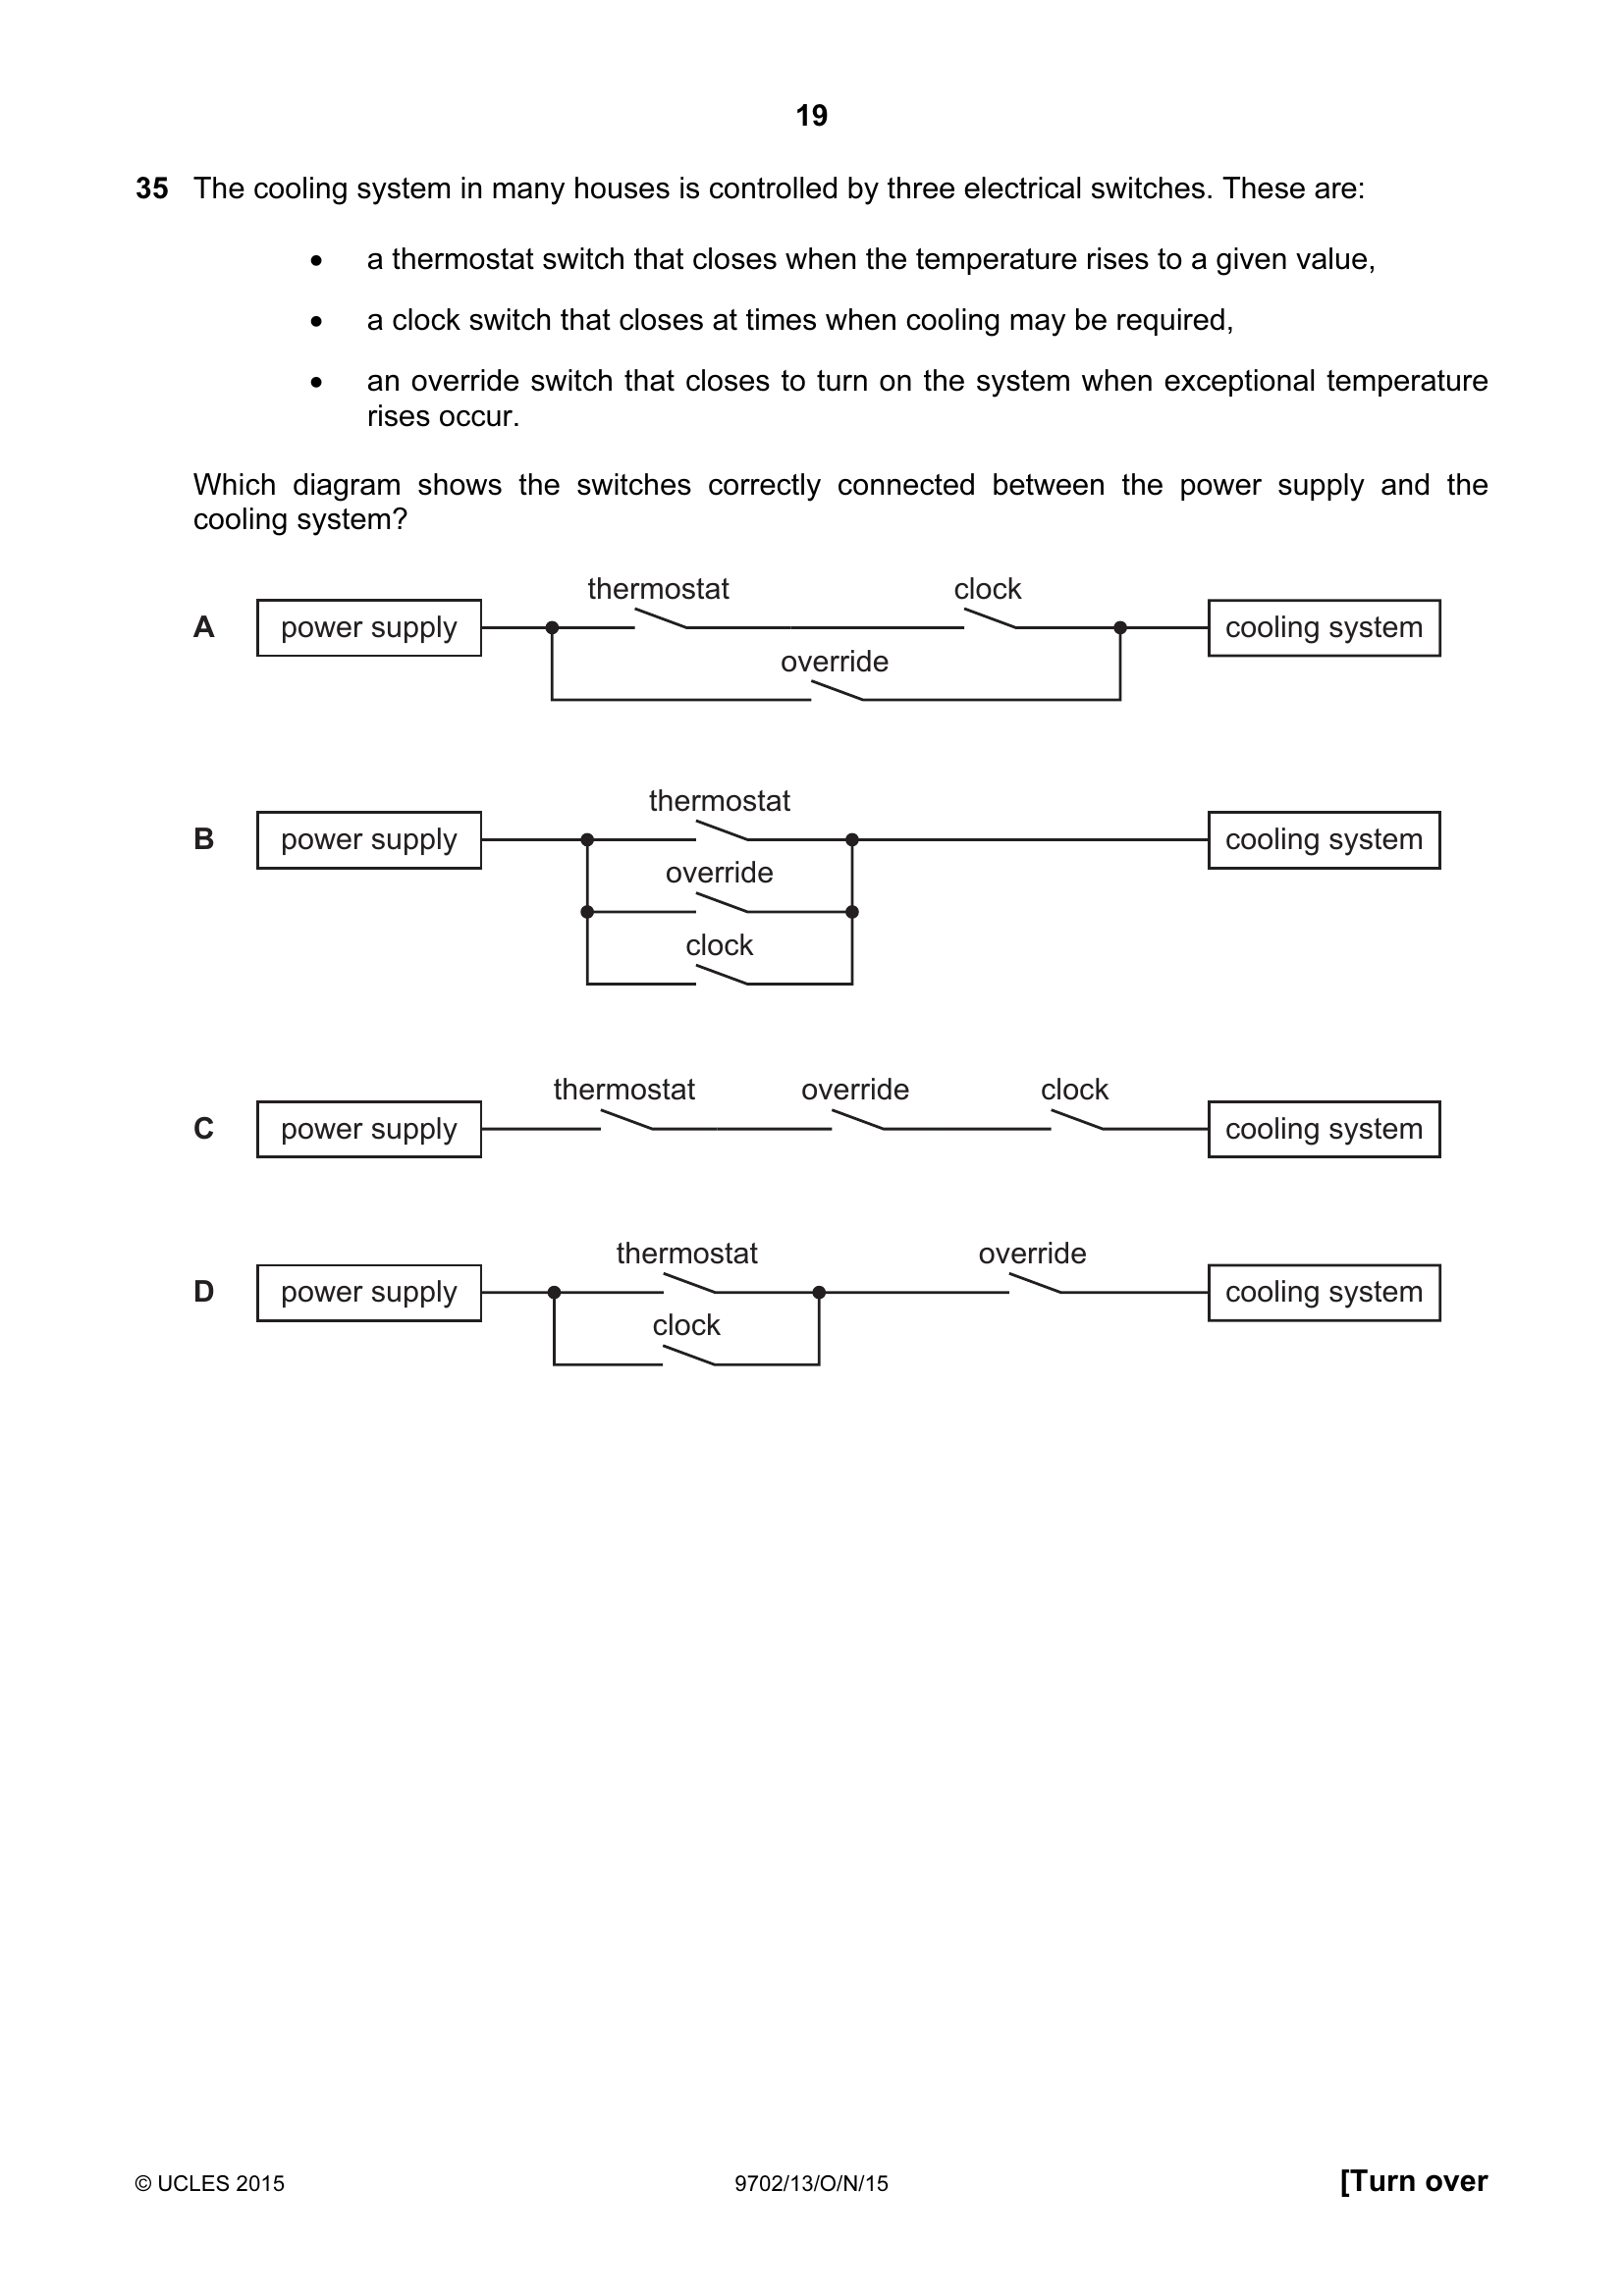 19
35 The cooling system in many houses is controlled by three electrical switches. These are:
• a thermostat switch that closes when the temperature rises to a given value,
• a clock switch that closes at times when cooling may be required,
• an override switch that closes to turn on the system when exceptional temperature
rises occur.
Which diagram shows the switches correctly connected between the power supply and the
cooling system?
thermostat clock
A power supply cooling system
override
thermostat
B power supply cooling system
override
clock
thermostat override clock
C power supply cooling system
thermostat override
D power supply cooling system
clock
© UCLES 2015 9702/13/O/N/15 [Turn over